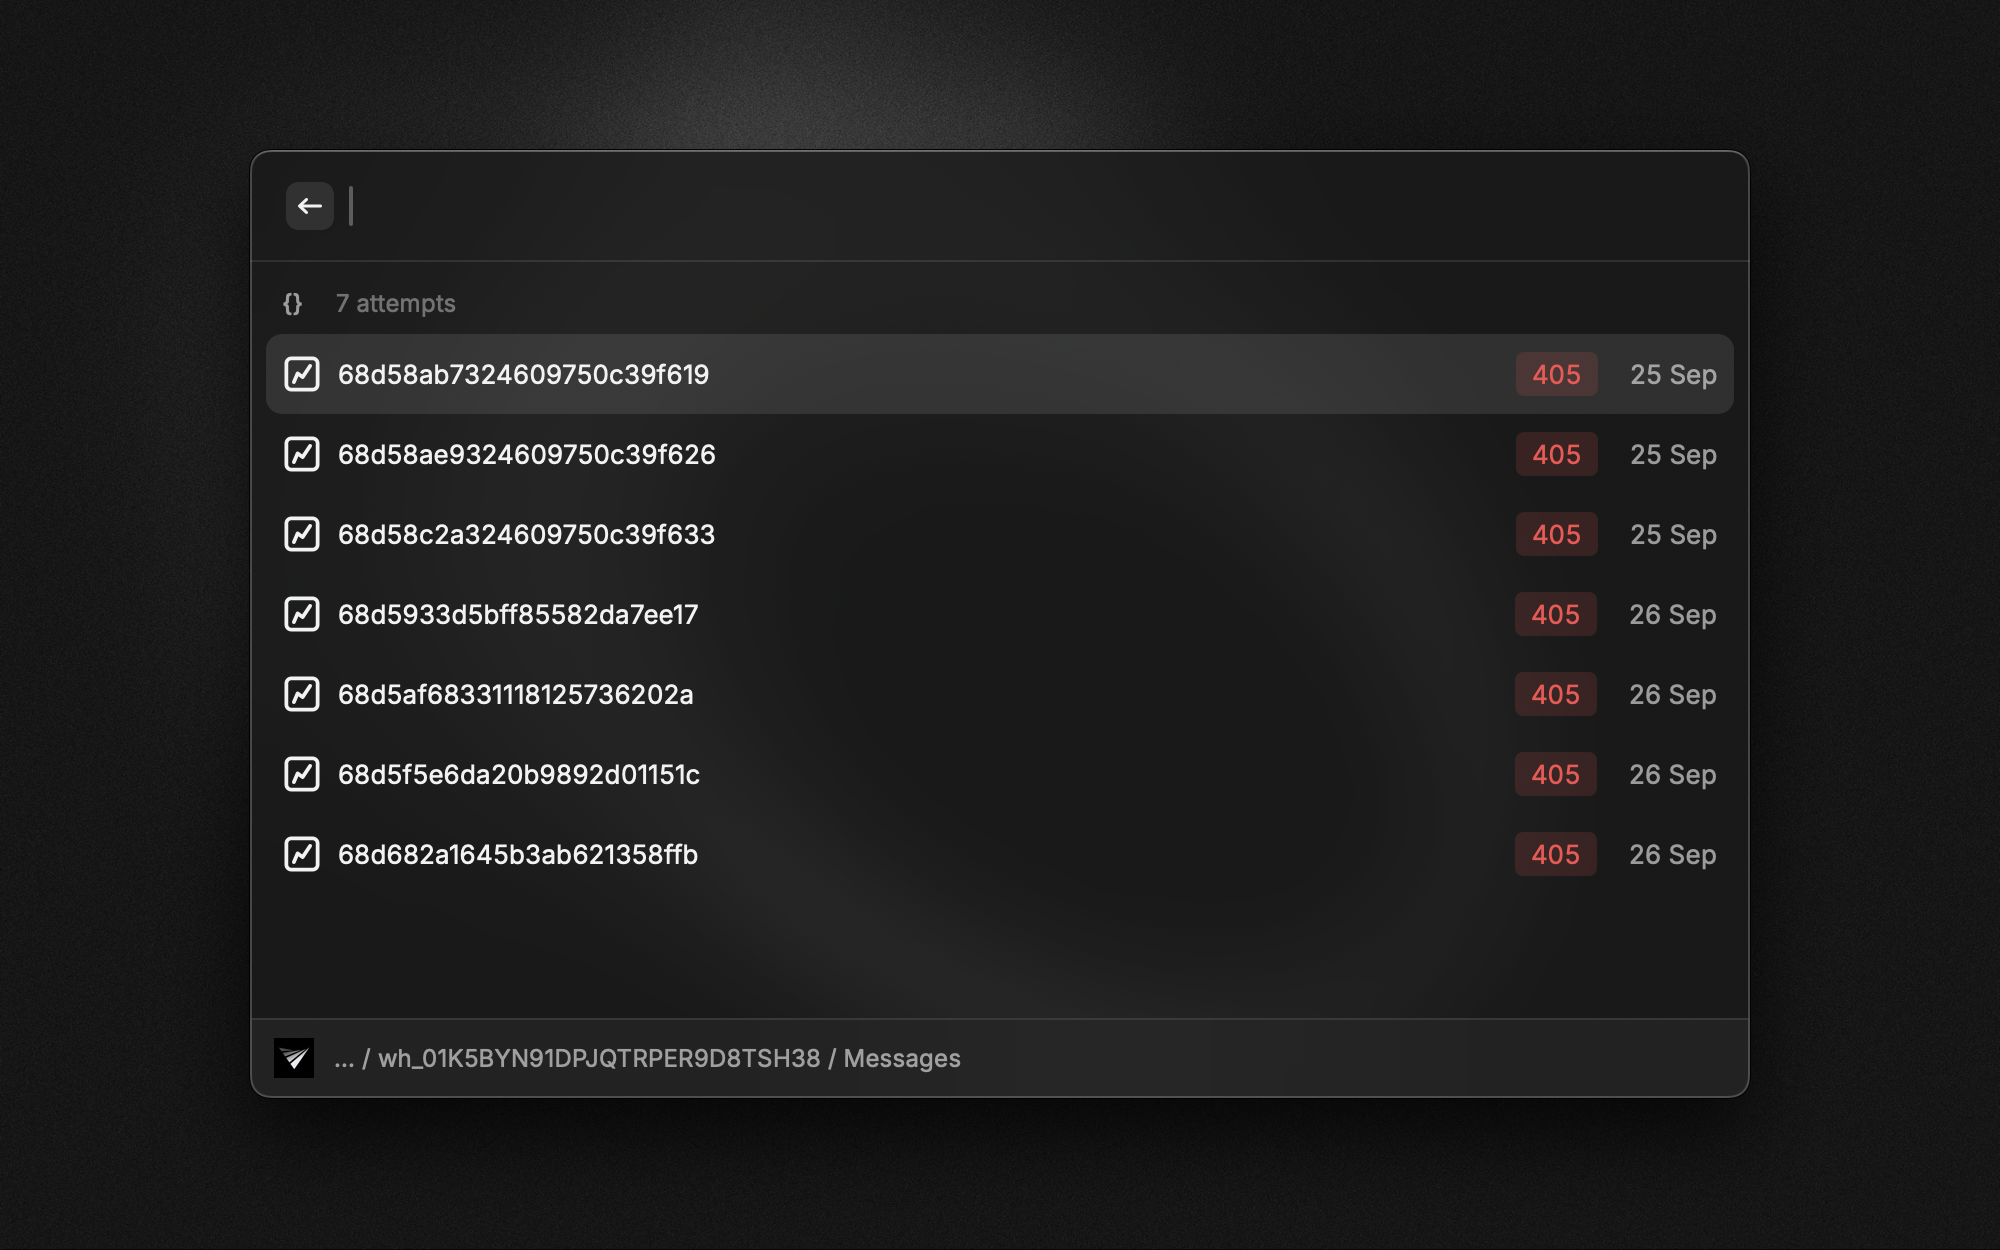 {} 7 attempts
68d58ab7324609750c39f619 405 25 Sep
68d58ae9324609750c39f626 405 25 Sep
68d58c2a324609750c39f633 405 25 Sep
68d5933d5bff85582da7ee17 405 26 Sep
68d5af68331118125736202a 405 26 Sep
68d5f5e6da20b9892d01151c 405 26 Sep
68d682a1645b3ab621358ffb 405 26 Sep
... / wh_01K5BYN91DPJQTRPER9D8TSH38 / Messages